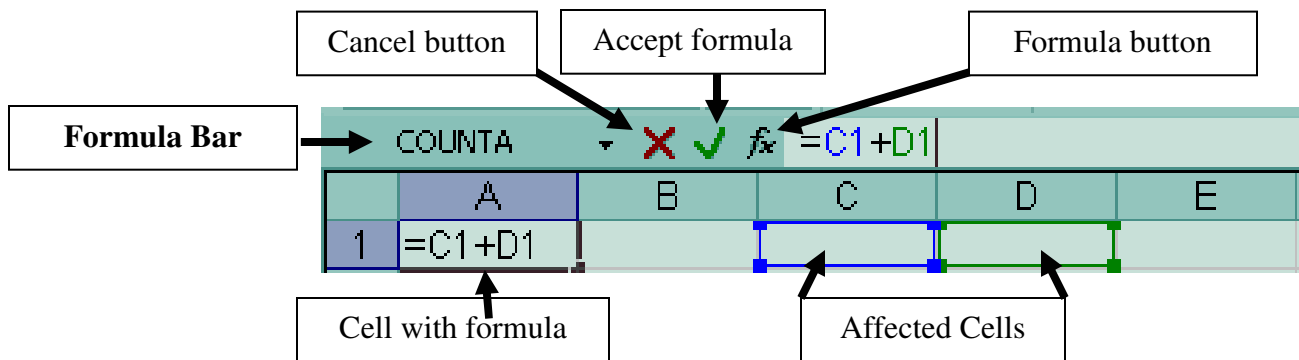 Cancel button
Accept formula
Formula button
Formula Bar
COUNTA fx =C1+D1
A B C D E
1 =C1+D1
Cell with formula
Affected Cells